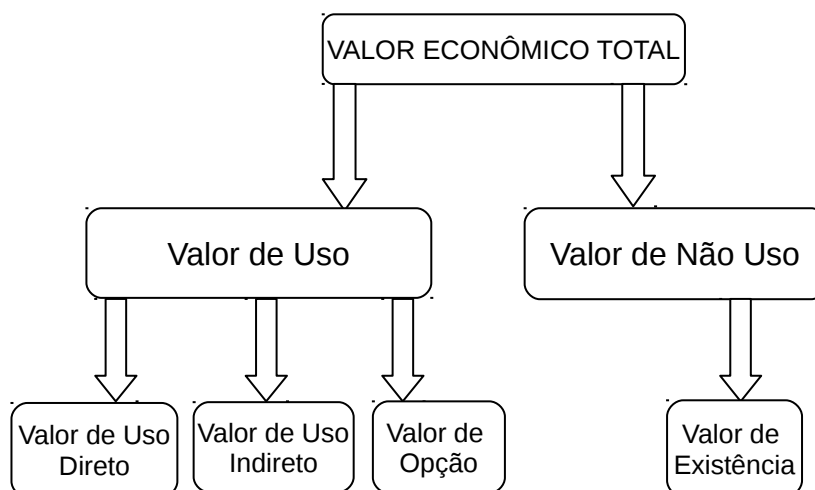 VALOR ECONÔMICO TOTAL
Valor de Uso
Valor de Não Uso
Valor de Uso
Direto
Valor de Uso
Indireto
Valor de
Opção
Valor de
Existência